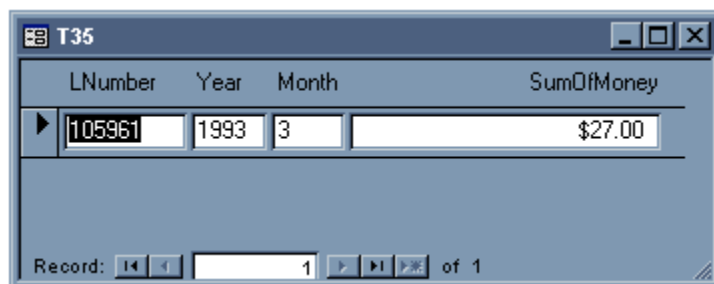 T35
LNumber Year Month SumOfMoney
105961 1993 3 $27.00
Record: 1 of 1